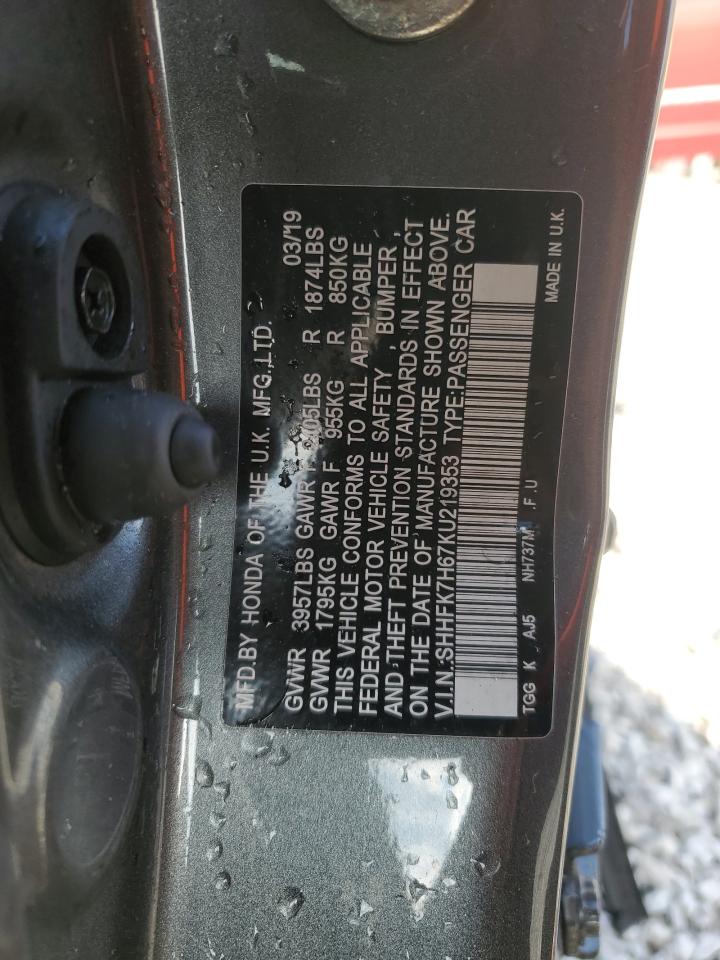 MFD.BY HONDA OF THE U.K. MFG.,LTD. 03/19
GVWR 3957LBS GAWR F 2105LBS R 1874LBS
GVWR 1795KG GAWR F 955KG R 850KG
THIS VEHICLE CONFORMS TO ALL APPLICABLE
FEDERAL MOTOR VEHICLE SAFETY , BUMPER ,
AND THEFT PREVENTION STANDARDS IN EFFECT
ON THE DATE OF MANUFACTURE SHOWN ABOVE.
V.I.N.:SHHFK7H67KU219353 TYPE:PASSENGER CAR
TGG K AJ5 NH737M .F .U MADE IN U.K.